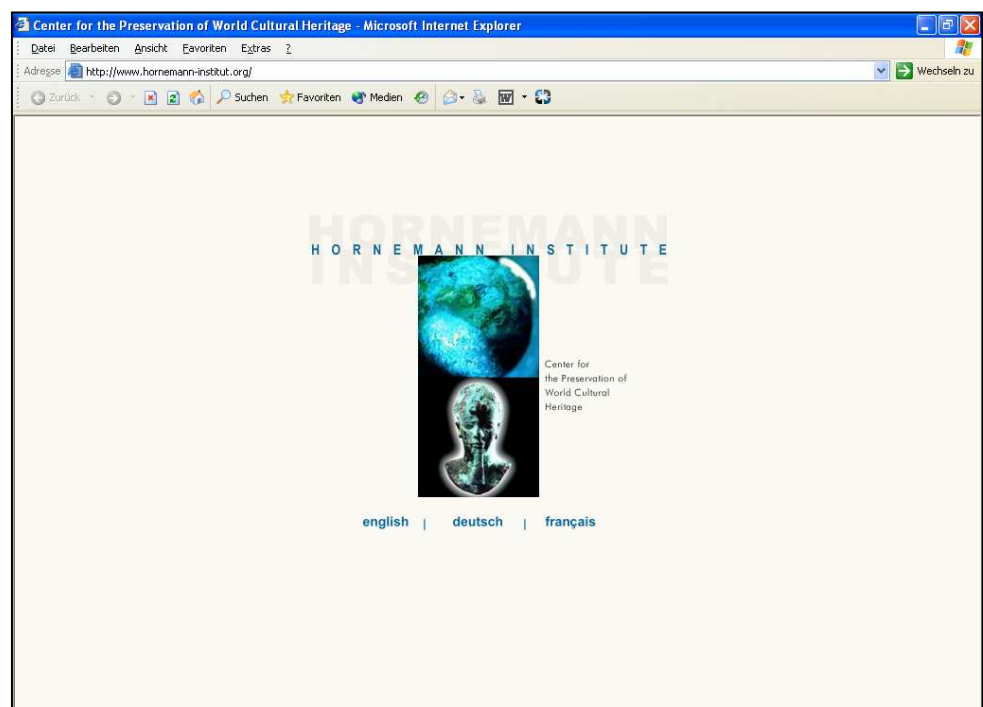 Center for the Preservation of World Cultural Heritage - Microsoft Internet Explorer
Datei Bearbeiten Ansicht Favoriten Extras ?
Adresse http://www.hornemann-institut.org/ Wechseln zu
Zurück Suchen Favoriten Medien W
HORNEMANN
HORNEMANN INSTITUTE
INSTITUTE
Center for
the Preservation of
World Cultural
Heritage
english | deutsch | français